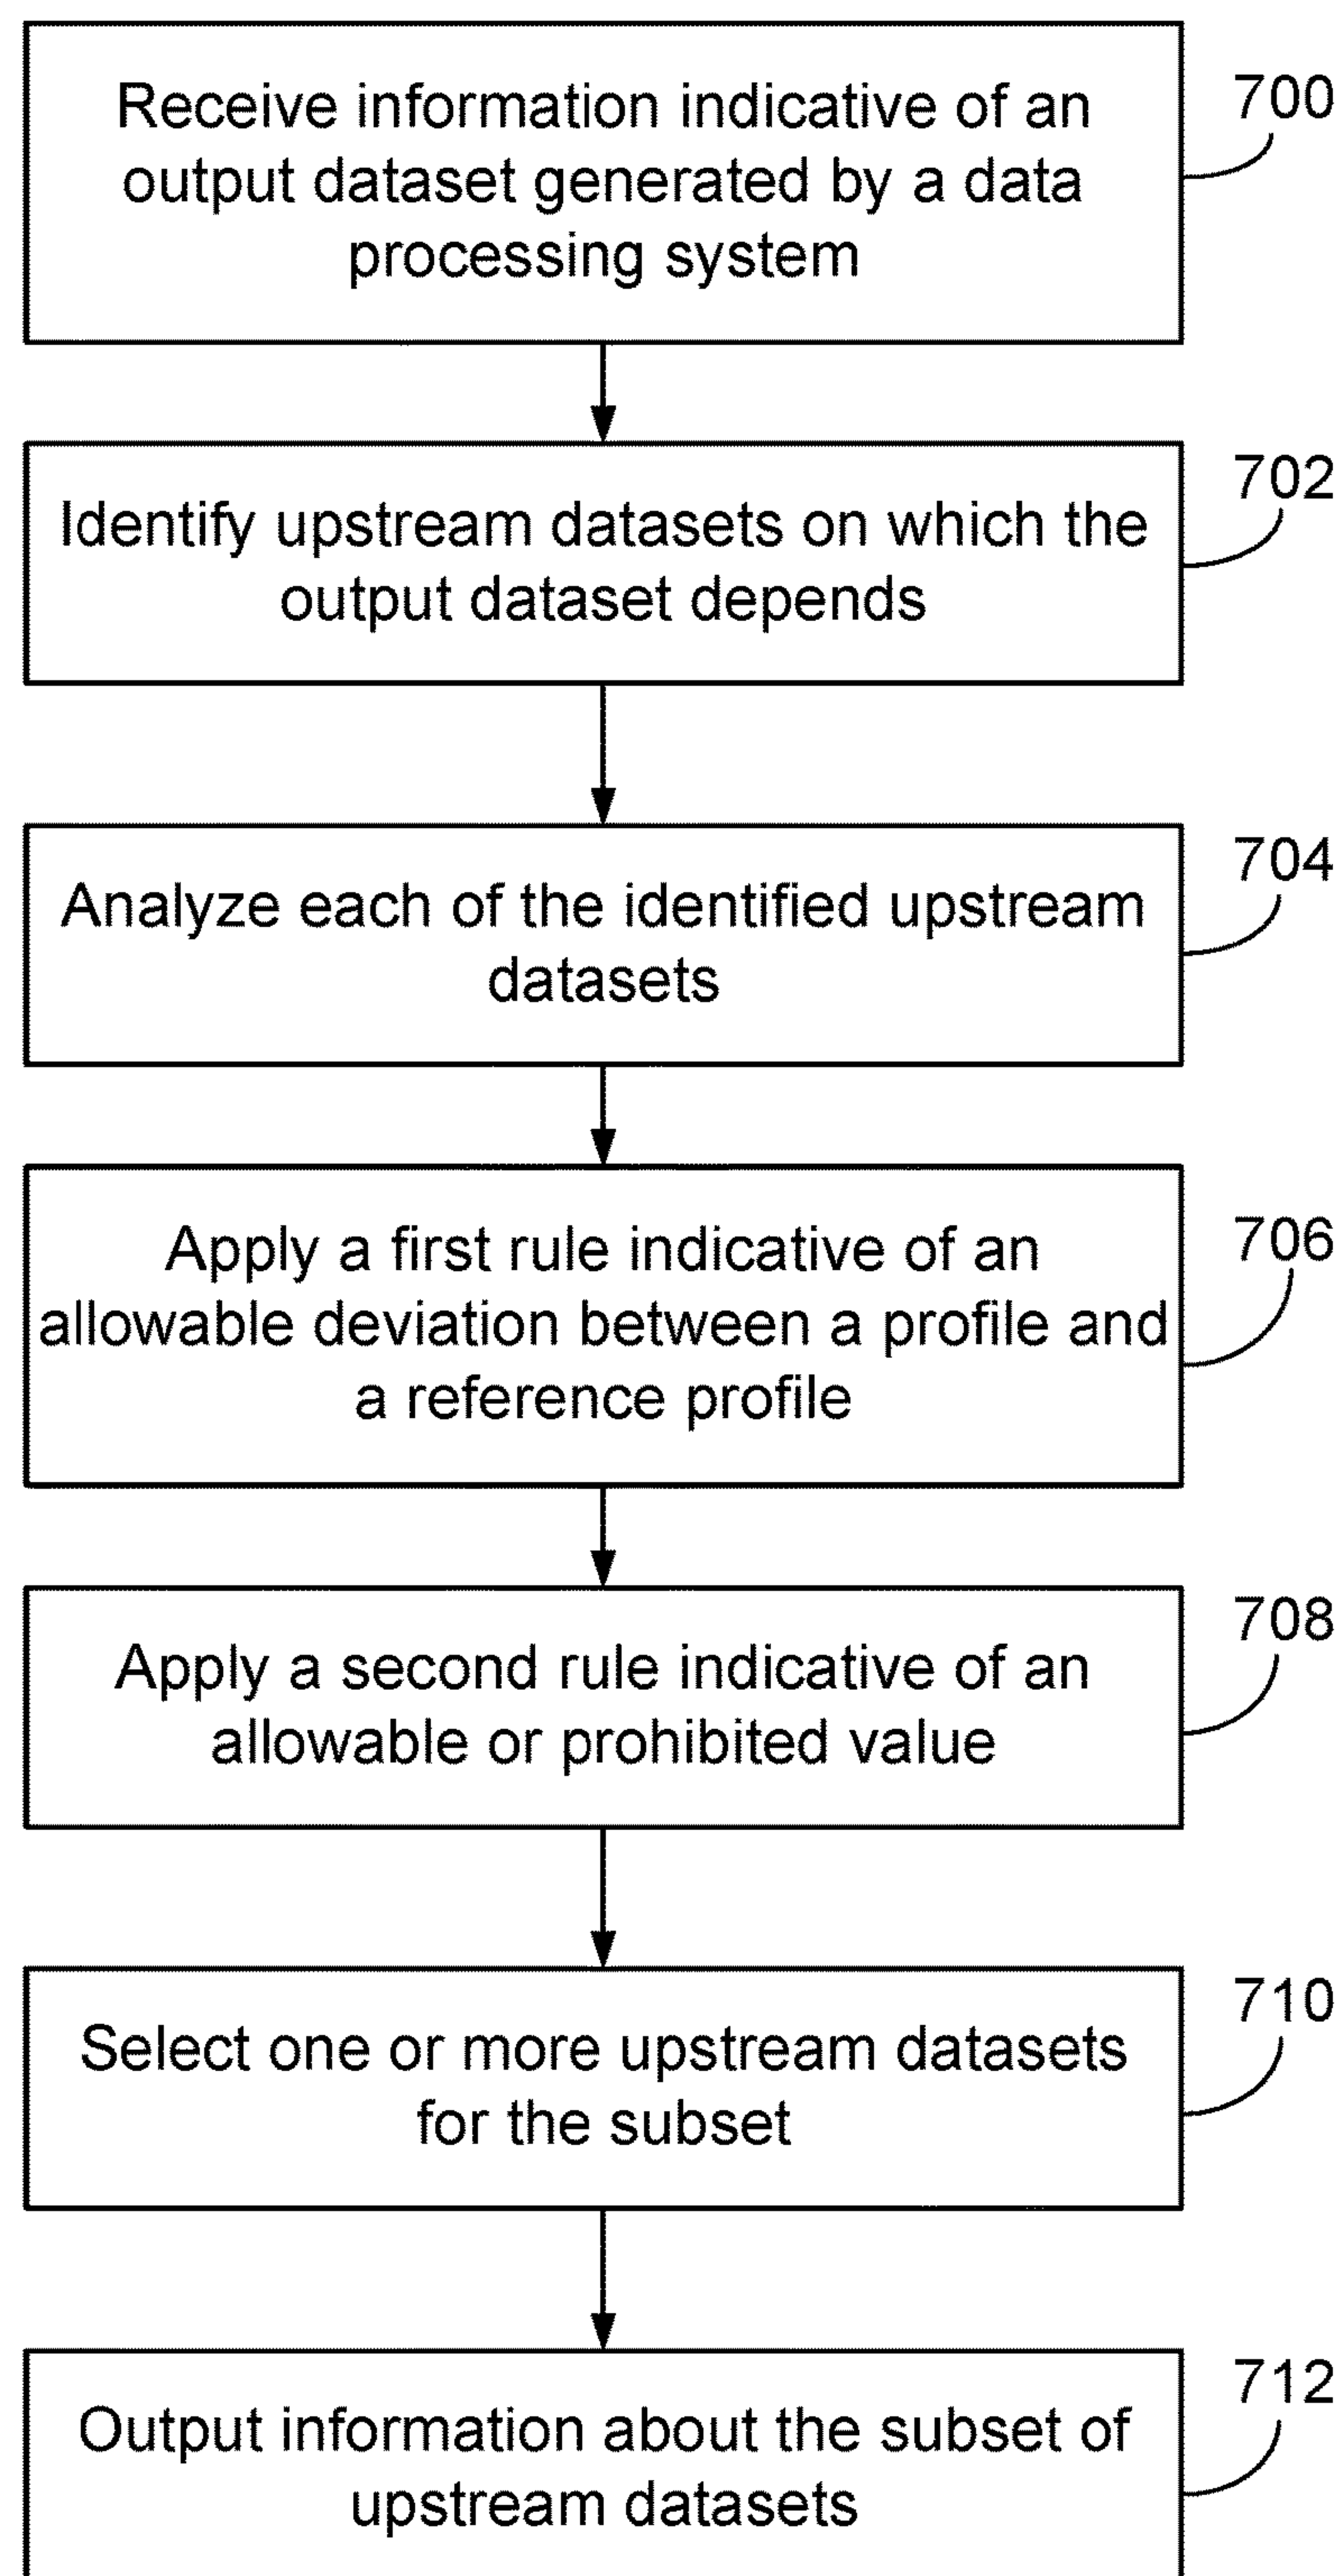 Receive information indicative of an
output dataset generated by a data
processing system
700
Identify upstream datasets on which the
output dataset depends
702
Analyze each of the identified upstream
datasets
704
Apply a first rule indicative of an
allowable deviation between a profile and
a reference profile
706
Apply a second rule indicative of an
allowable or prohibited value
708
Select one or more upstream datasets
for the subset
710
Output information about the subset of
upstream datasets
712